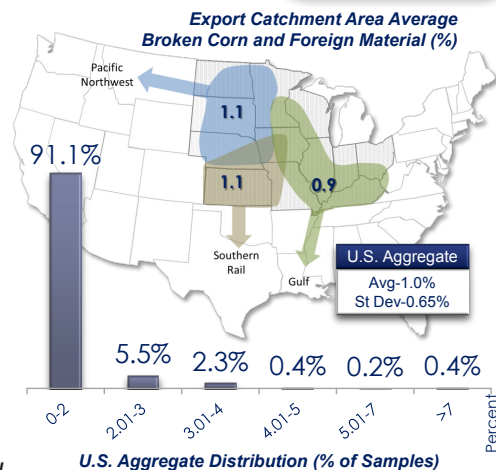 Export Catchment Area Average
Broken Corn and Foreign Material (%)
Pacific
Northwest
1.1
1.1
0.9
91.1%
Southern
Rail
Gulf
U.S. Aggregate
Avg-1.0%
St Dev-0.65%
5.5%
2.3%
0.4%
0.2%
0.4%
0-2
2.01-3
3.01-4
4.01-5
5.01-7
>7
Percent
U.S. Aggregate Distribution (% of Samples)